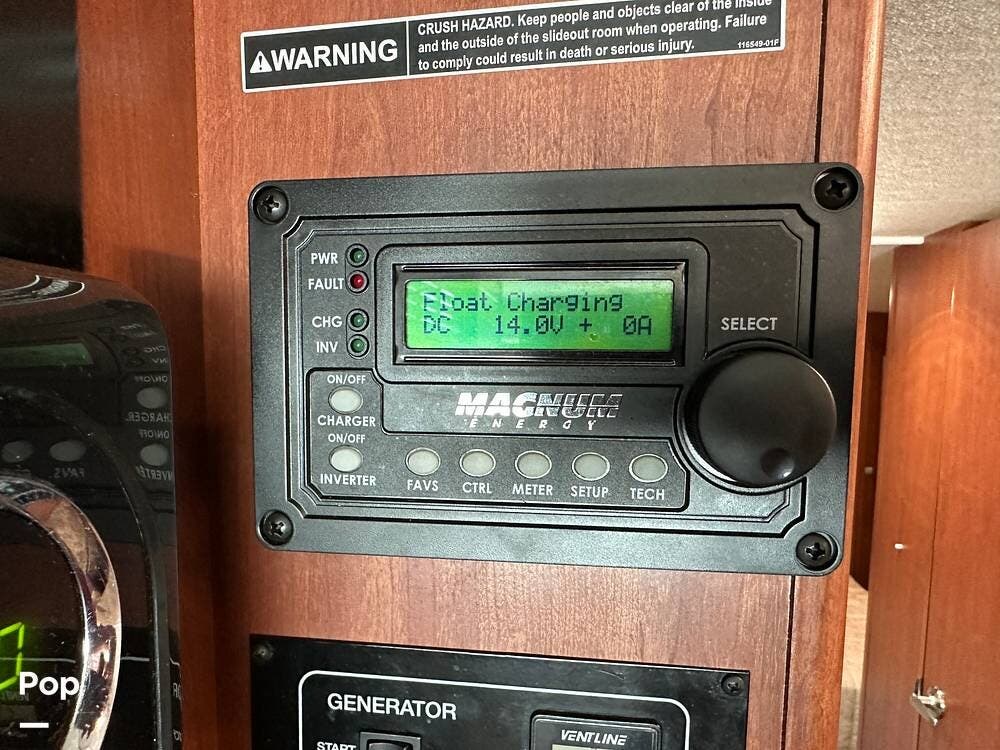 WARNING
CRUSH HAZARD. Keep people and objects clear of the inside
and the outside of the slideout room when operating. Failure
to comply could result in death or serious injury.
116549-01F
PWR
FAULT
CHG
INV
Float Charging
DC 14.0V + 0A
SELECT
ON/OFF
CHARGER
ON/OFF
INVERTER
MAGNUM
ENERGY
FAVS CTRL METER SETUP TECH
GENERATOR
START
VENTLINE
Pop